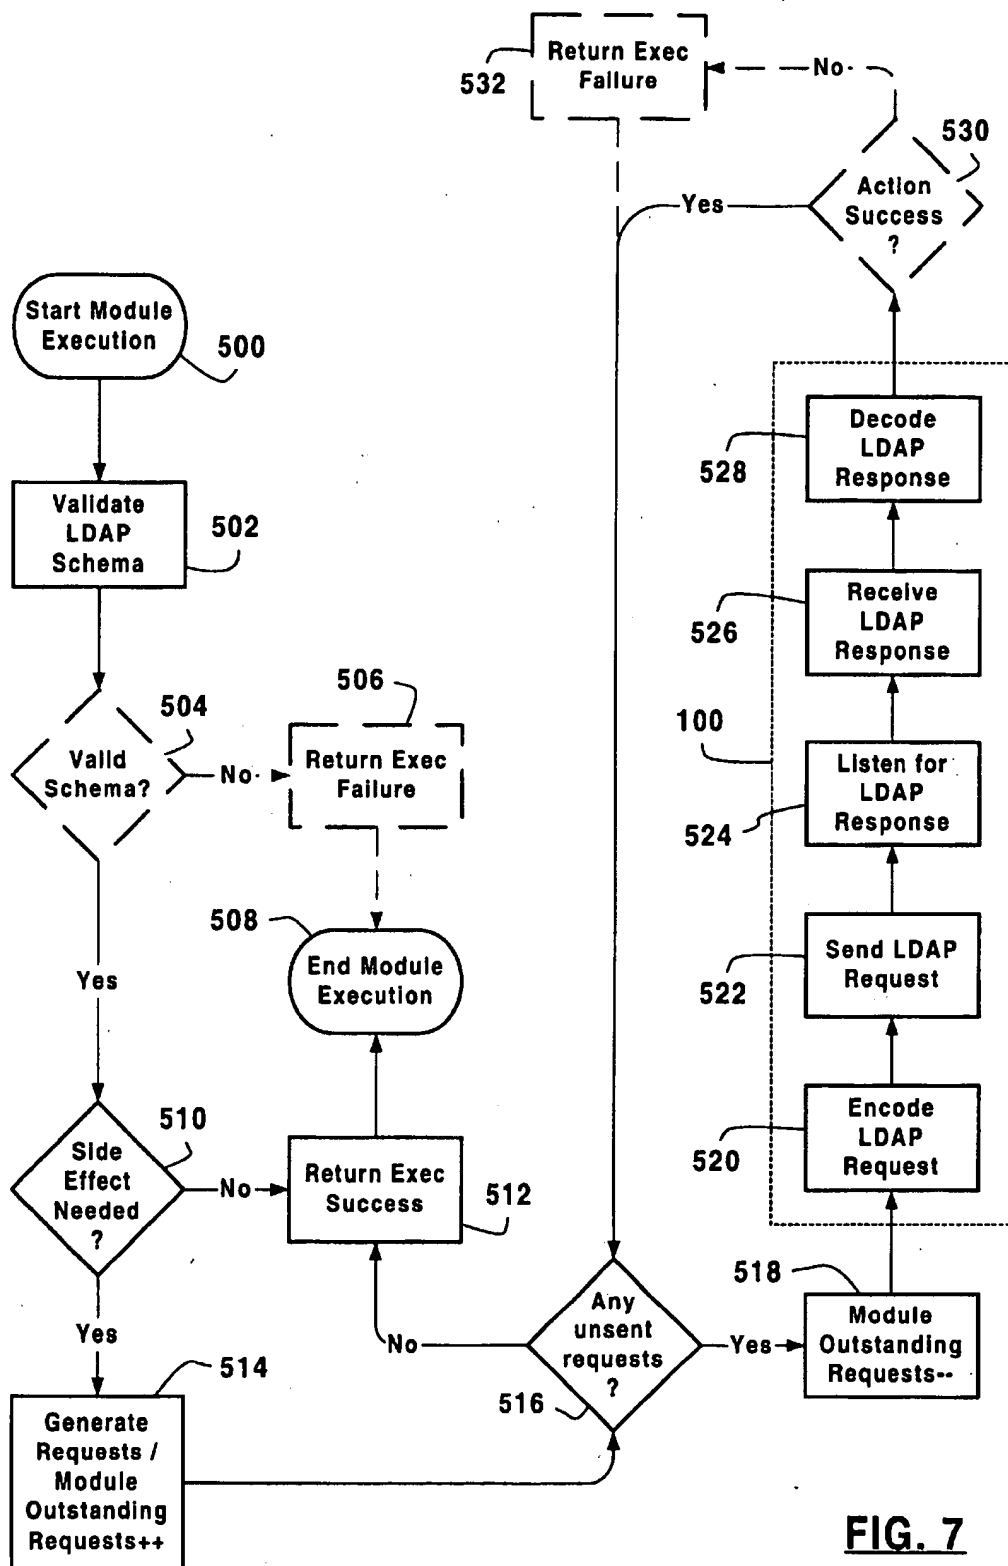 Return Exec
Failure
532
No
530
Action
Success
?
Yes
Start Module
Execution
500
Validate
LDAP
Schema
502
504
Valid
Schema?
No
506
Return Exec
Failure
508
End Module
Execution
Yes
510
Side
Effect
Needed
?
No
Return Exec
Success
512
Yes
514
Generate
Requests /
Module
Outstanding
Requests++
Any
unsent
requests
?
516
No
Yes
518
Module
Outstanding
Requests--
100
Decode
LDAP
Response
528
Receive
LDAP
Response
526
Listen for
LDAP
Response
524
Send LDAP
Request
522
Encode
LDAP
Request
520
FIG. 7